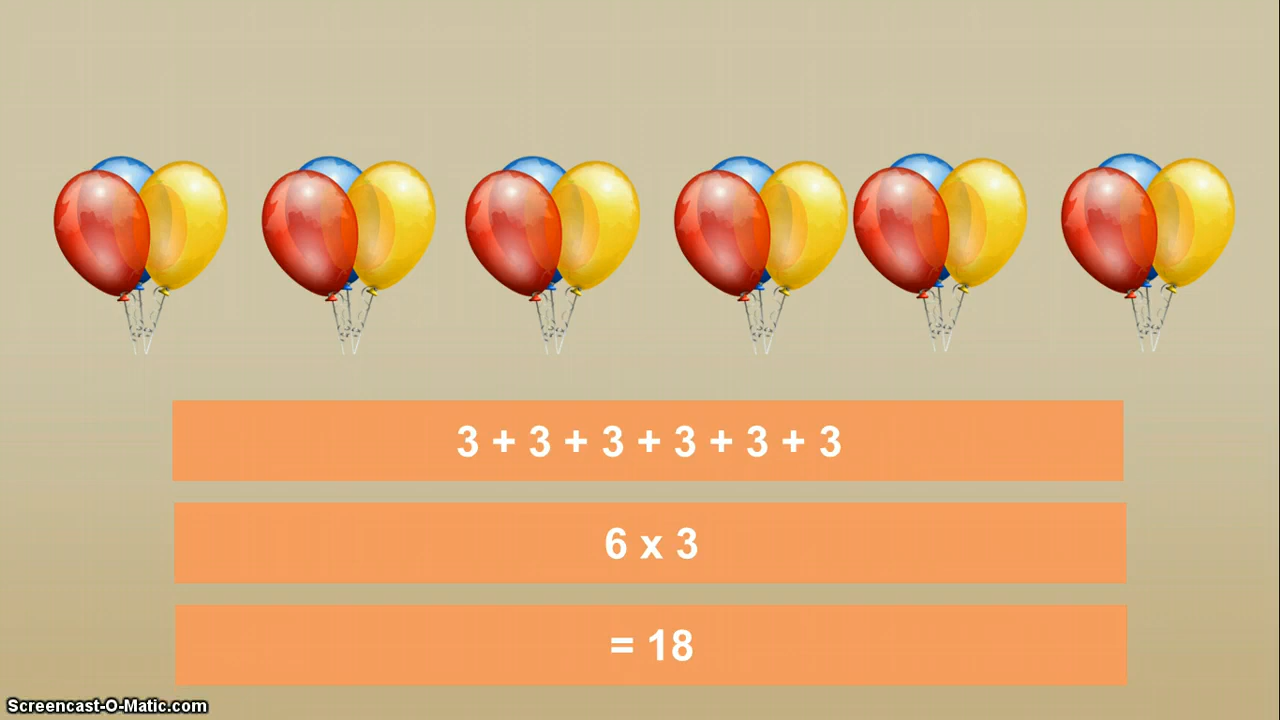 3 + 3 + 3 + 3 + 3 + 3
6 x 3
= 18
Screencast-O-Matic.com